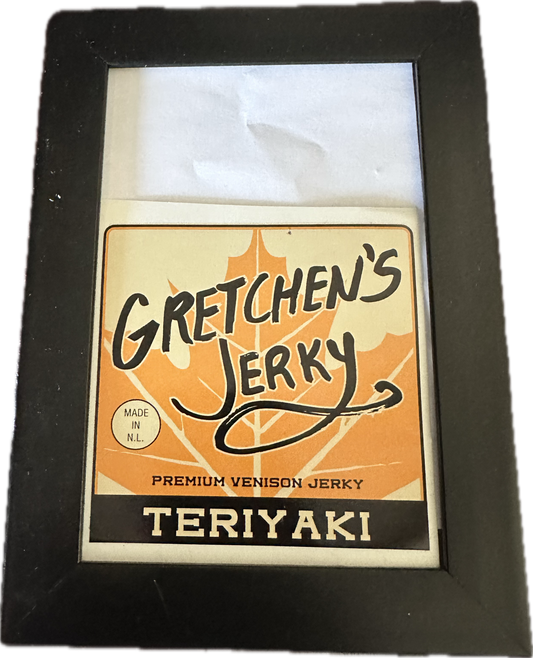 GRETCHEN'S
JERKY
MADE
IN
N.L.
PREMIUM VENISON JERKY
TERIYAKI